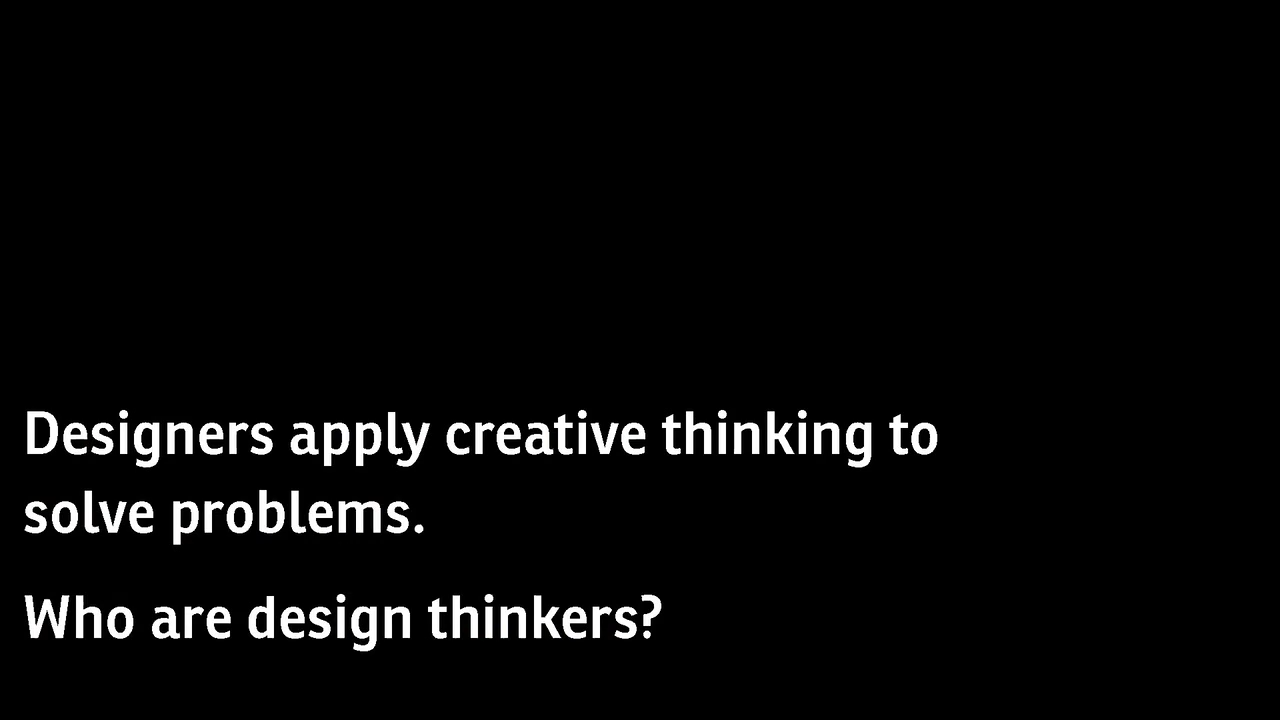 Designers apply creative thinking to
solve problems.
Who are design thinkers?